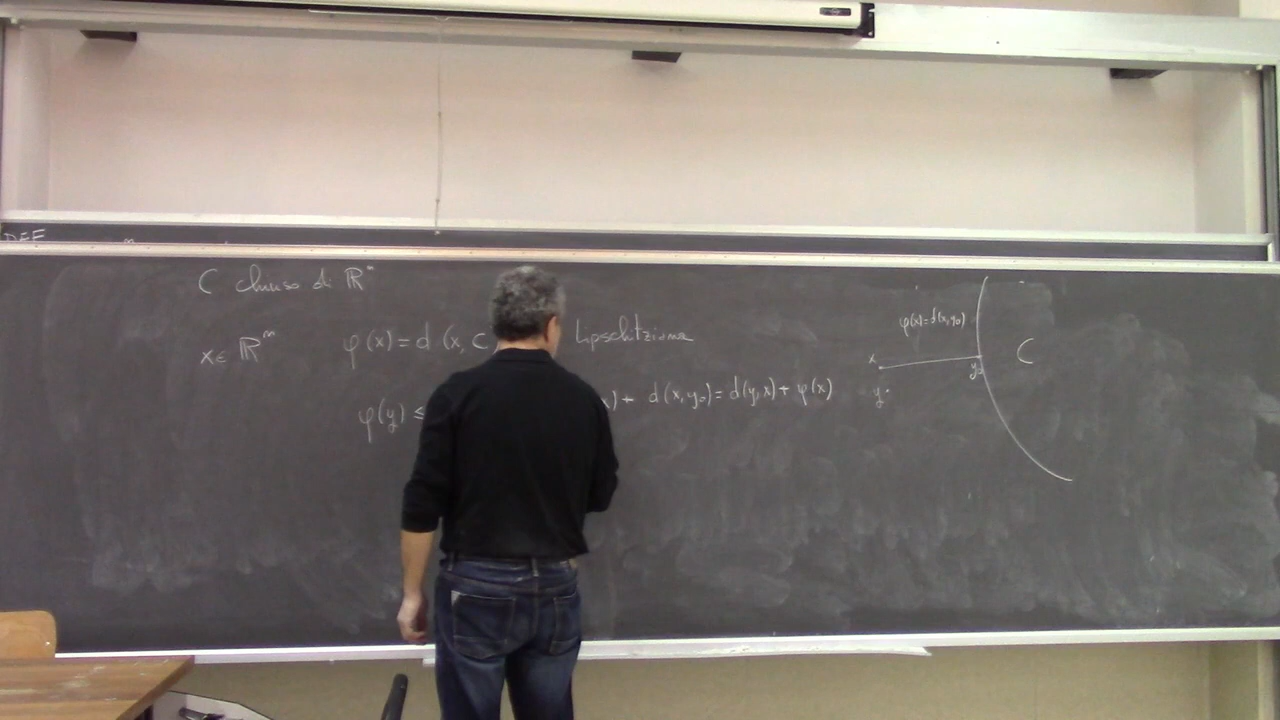 DEF
C chiuso di ℝⁿ
x ∈ ℝⁿ φ(x) = d(x, C) Lipschitziana
φ(y) ≤ x) + d(x, y₀) = d(y, x) + φ(x)
φ(x) = d(x, y₀)
x
y₀
C
y